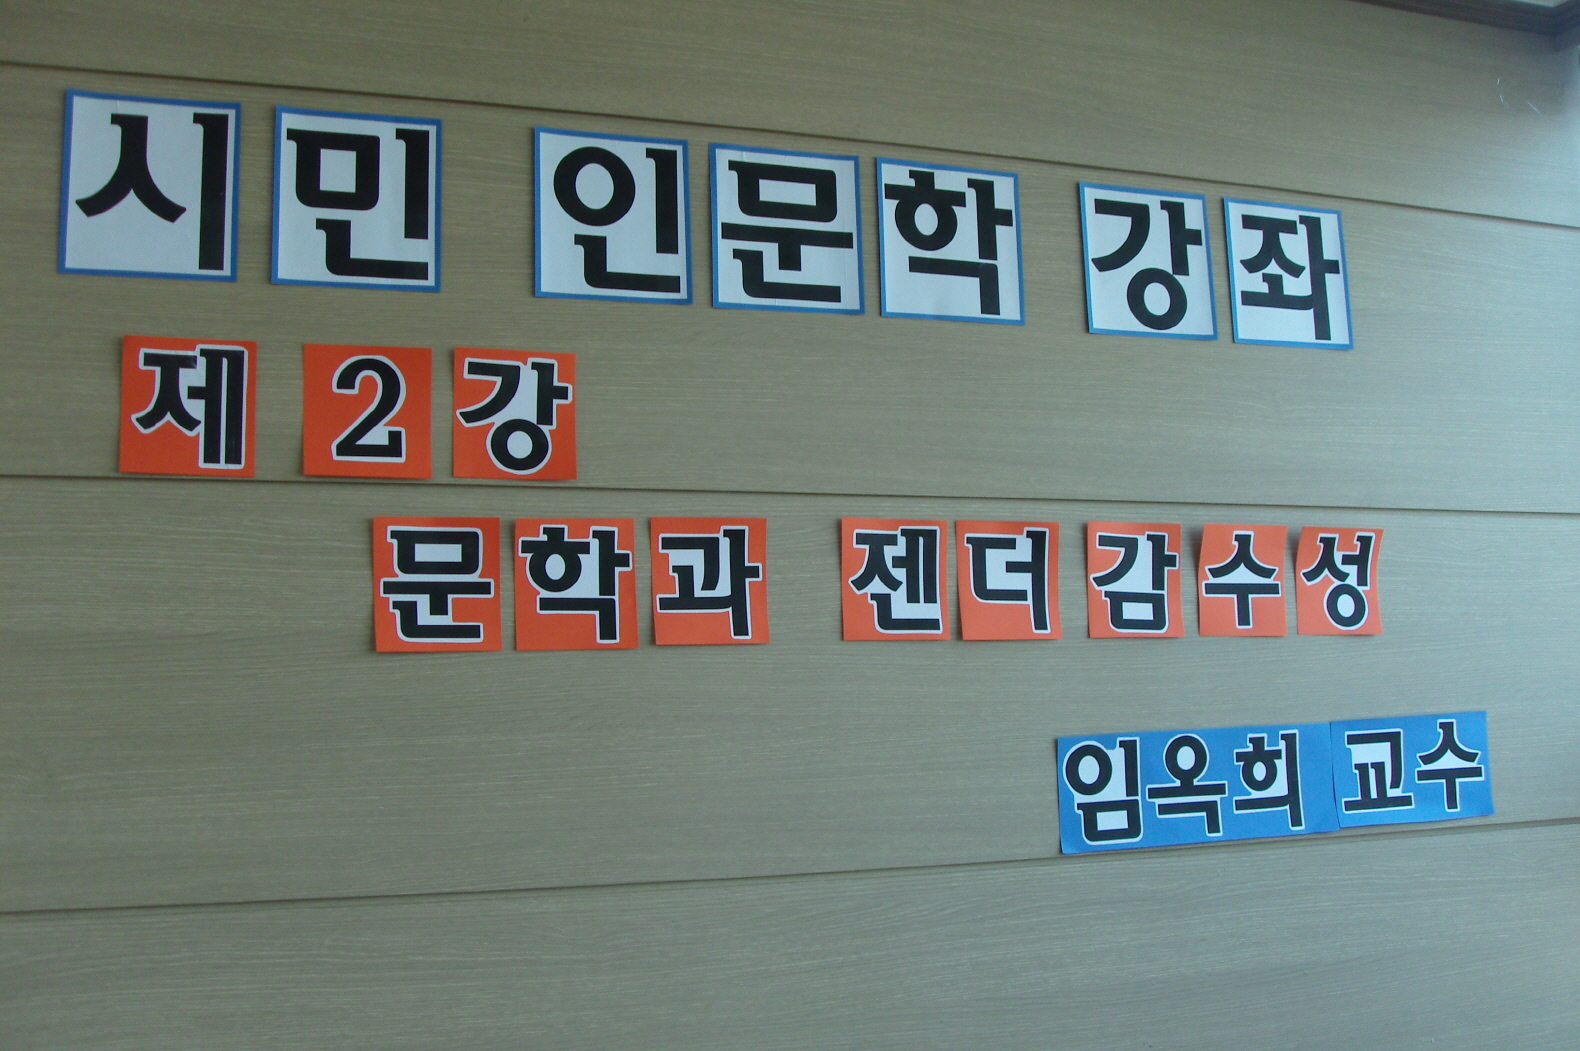 시민 인문학 강좌
제 2강
문학과 젠더 감수성
임옥희 교수